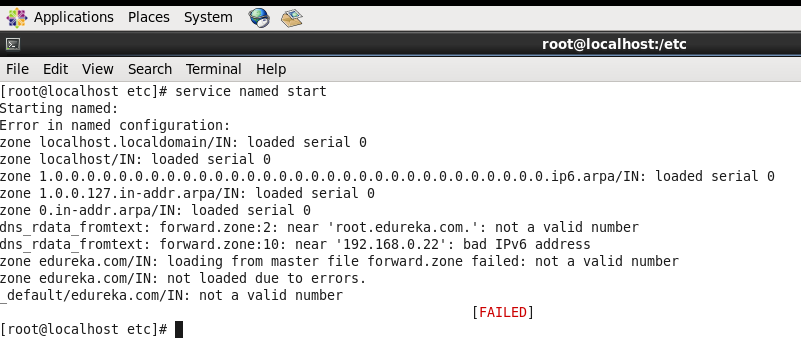 Applications Places System
root@localhost:/etc
File Edit View Search Terminal Help
[root@localhost etc]# service named start
Starting named:
Error in named configuration:
zone localhost.localdomain/IN: loaded serial 0
zone localhost/IN: loaded serial 0
zone 1.0.0.0.0.0.0.0.0.0.0.0.0.0.0.0.0.0.0.0.0.0.0.0.0.0.0.0.0.0.0.0.ip6.arpa/IN: loaded serial 0
zone 1.0.0.127.in-addr.arpa/IN: loaded serial 0
zone 0.in-addr.arpa/IN: loaded serial 0
dns_rdata_fromtext: forward.zone:2: near 'root.edureka.com.': not a valid number
dns_rdata_fromtext: forward.zone:10: near '192.168.0.22': bad IPv6 address
zone edureka.com/IN: loading from master file forward.zone failed: not a valid number
zone edureka.com/IN: not loaded due to errors.
_default/edureka.com/IN: not a valid number
[FAILED]
[root@localhost etc]#